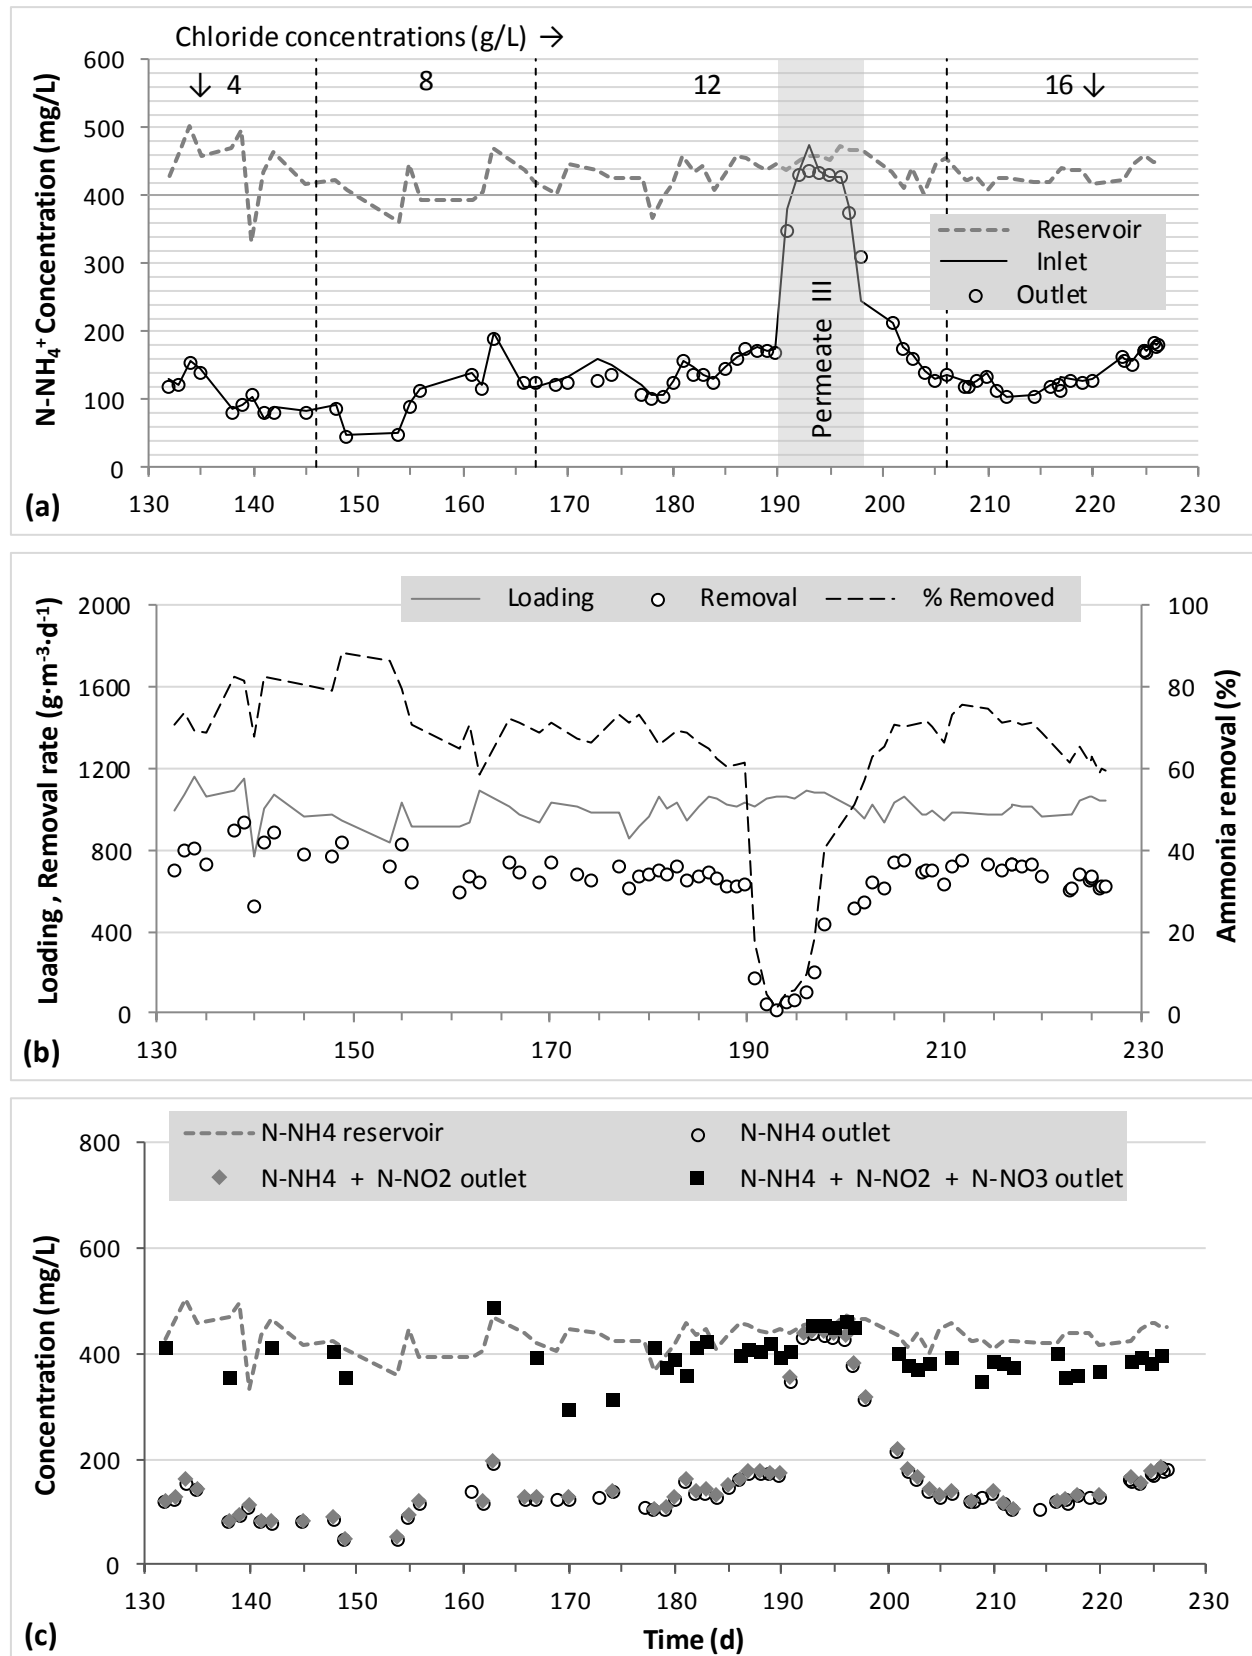 Chloride concentrations (g/L) →
N-NH₄⁺ Concentration (mg/L)
600
500
400
300
200
100
0
↓ 4
8
12
16 ↓
Reservoir
Inlet
Outlet
Permeate III
130 140 150 160 170 180 190 200 210 220 230
(a)
Loading , Removal rate (g·m⁻³·d⁻¹)
Loading Removal % Removed
2000
1600
1200
800
400
0
100
80
60
40
20
0
Ammonia removal (%)
130 150 170 190 210 230
(b)
Concentration (mg/L)
N-NH4 reservoir N-NH4 outlet
N-NH4 + N-NO2 outlet N-NH4 + N-NO2 + N-NO3 outlet
800
600
400
200
0
130 140 150 160 170 180 190 200 210 220 230
Time (d)
(c)